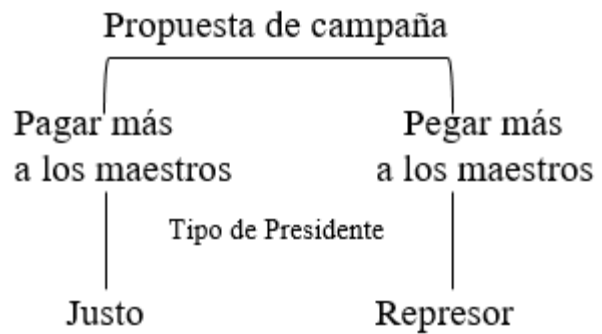 Propuesta de campaña
Pagar más
a los maestros
Pegar más
a los maestros
Tipo de Presidente
Justo
Represor